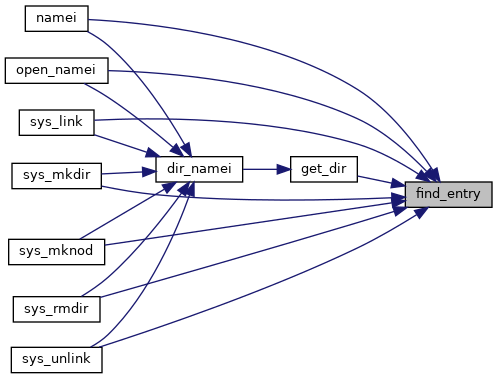 namei
open_namei
sys_link
dir_namei
get_dir
sys_mkdir
find_entry
sys_mknod
sys_rmdir
sys_unlink